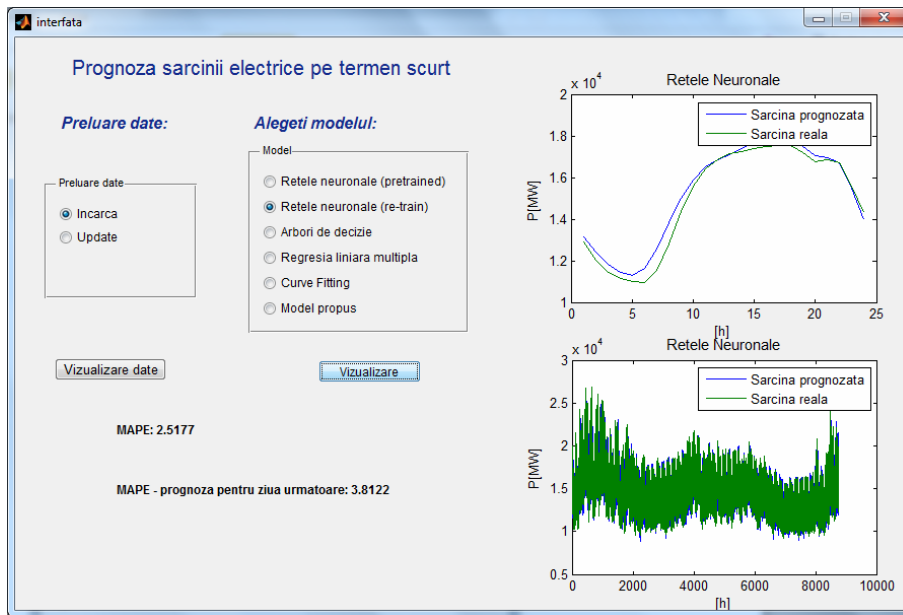 interfata
Prognoza sarcinii electrice pe termen scurt
Preluare date:
Preluare date
Incarca
Update
Vizualizare date
Alegeti modelul:
Model
Retele neuronale (pretrained)
Retele neuronale (re-train)
Arbori de decizie
Regresia liniara multipla
Curve Fitting
Model propus
Vizualizare
MAPE: 2.5177
MAPE - prognoza pentru ziua urmatoare: 3.8122
Retele Neuronale
x 10^4
2
1.8
1.6
1.4
1.2
1
P[MW]
Sarcina prognozata
Sarcina reala
0 5 10 15 20 25
[h]
Retele Neuronale
x 10^4
3
2.5
2
1.5
1
0.5
P[MW]
Sarcina prognozata
Sarcina reala
0 2000 4000 6000 8000 10000
[h]